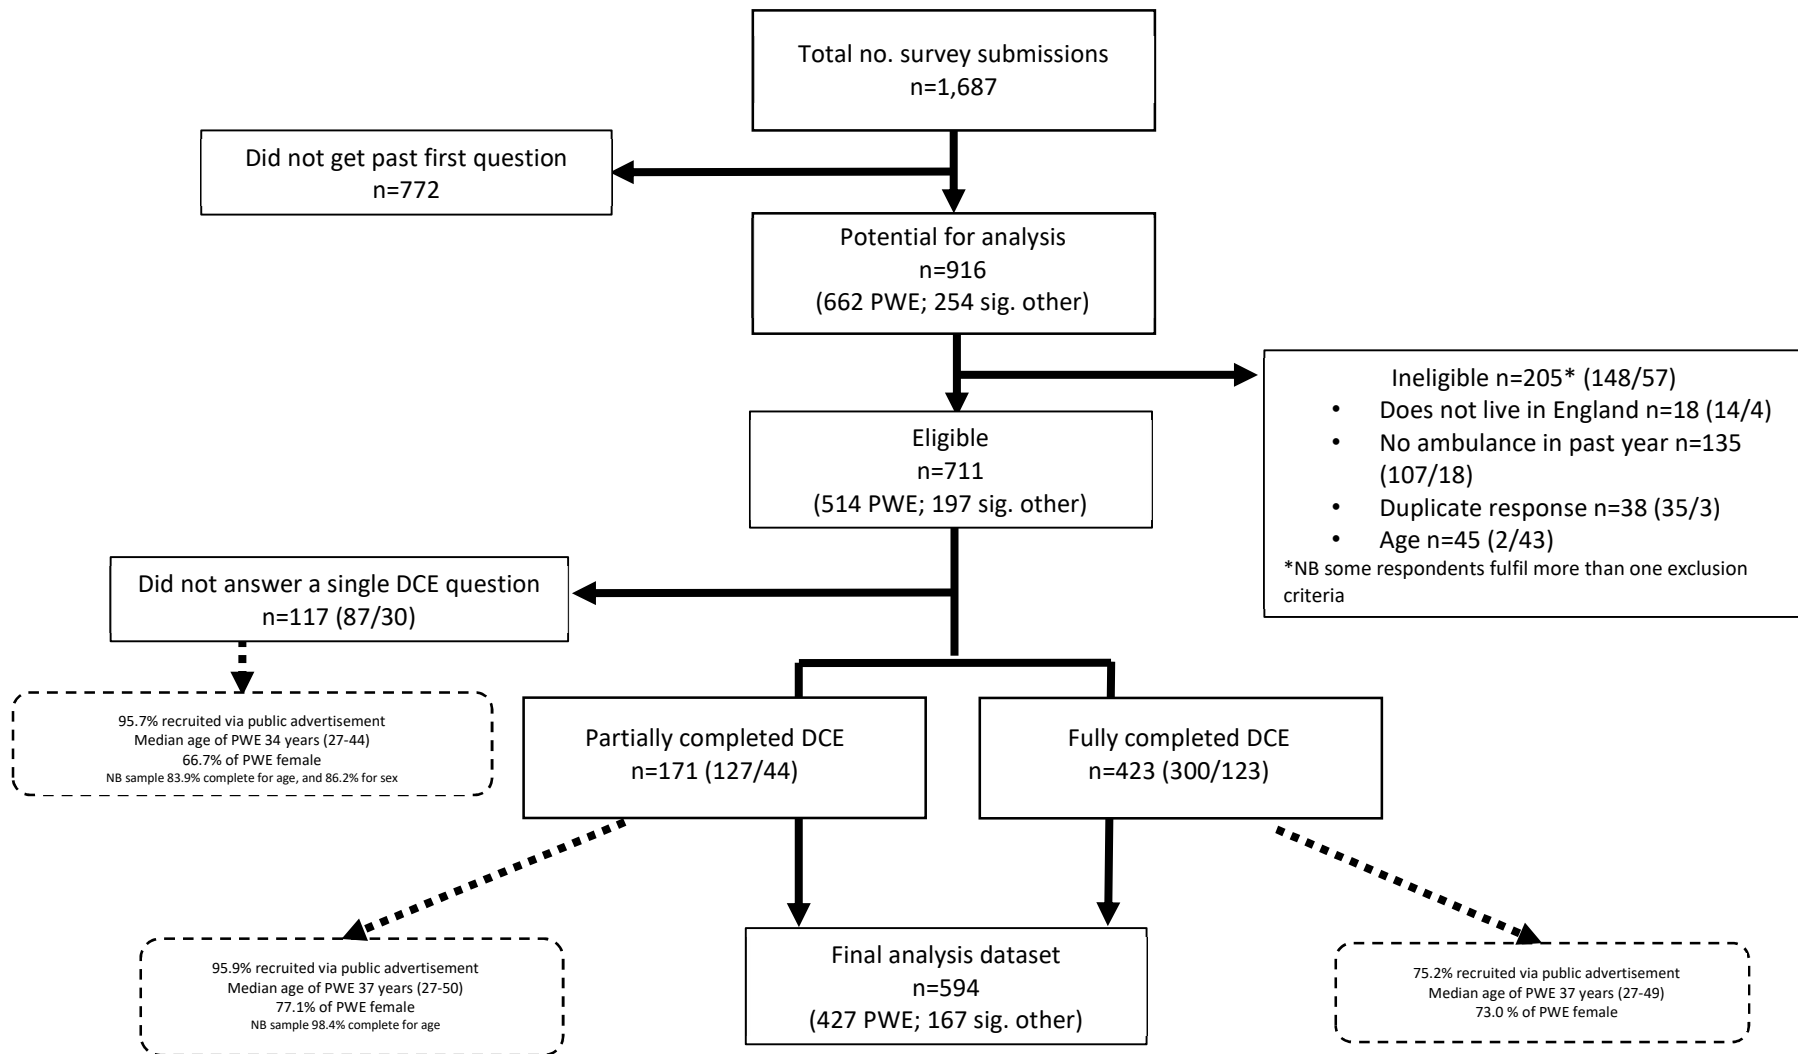 Total no. survey submissions
n=1,687
Did not get past first question
n=772
Potential for analysis
n=916
(662 PWE; 254 sig. other)
Ineligible n=205* (148/57)
• Does not live in England n=18 (14/4)
• No ambulance in past year n=135
(107/18)
• Duplicate response n=38 (35/3)
• Age n=45 (2/43)
*NB some respondents fulfil more than one exclusion
criteria
Eligible
n=711
(514 PWE; 197 sig. other)
Did not answer a single DCE question
n=117 (87/30)
95.7% recruited via public advertisement
Median age of PWE 34 years (27-44)
66.7% of PWE female
NB sample 83.9% complete for age, and 86.2% for sex
Partially completed DCE
n=171 (127/44)
Fully completed DCE
n=423 (300/123)
95.9% recruited via public advertisement
Median age of PWE 37 years (27-50)
77.1% of PWE female
NB sample 98.4% complete for age
Final analysis dataset
n=594
(427 PWE; 167 sig. other)
75.2% recruited via public advertisement
Median age of PWE 37 years (27-49)
73.0 % of PWE female